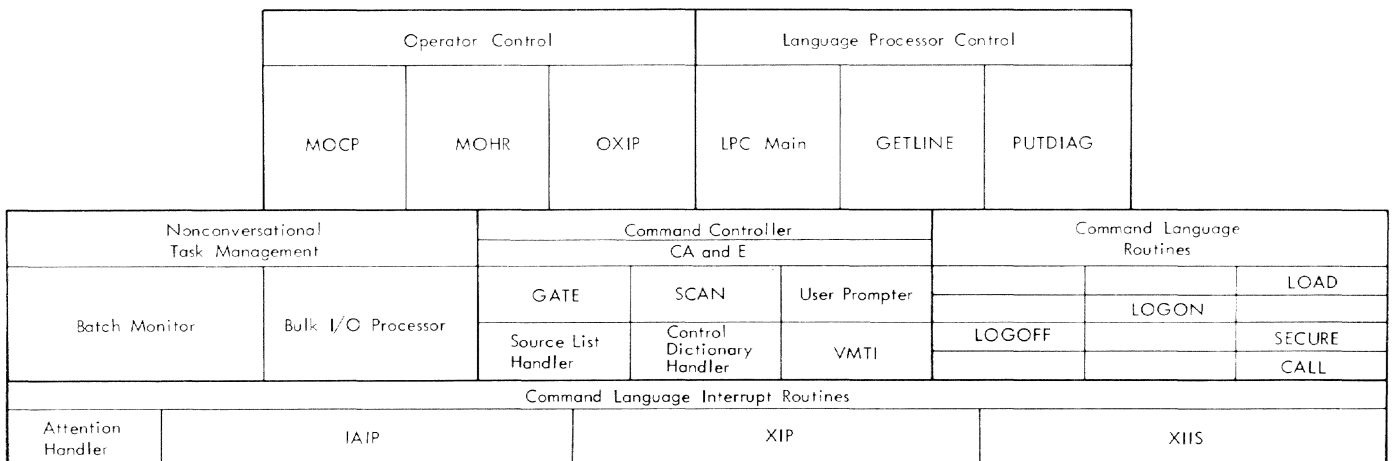 Operator Control
Language Processor Control
MOCP
MOHR
OXIP
LPC Main
GETLINE
PUTDIAG
Nonconversational
Task Management
Command Controller
CA and E
Command Language
Routines
Batch Monitor
Bulk I/O Processor
GATE
SCAN
User Prompter
Source List
Handler
Control
Dictionary
Handler
VMTI
LOAD
LOGON
LOGOFF
SECURE
CALL
Command Language Interrupt Routines
Attention
Handler
IAIP
XIP
XIIS